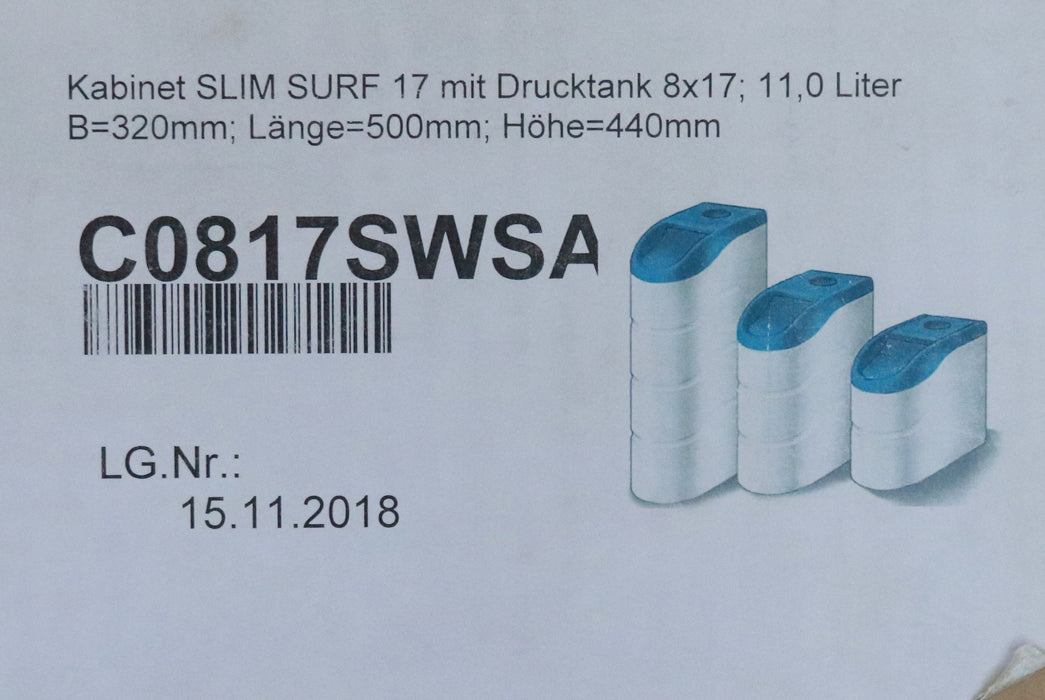 Kabinet SLIM SURF 17 mit Drucktank 8x17; 11,0 Liter
B=320mm; Länge=500mm; Höhe=440mm
C0817SWSA
LG.Nr.:
15.11.2018